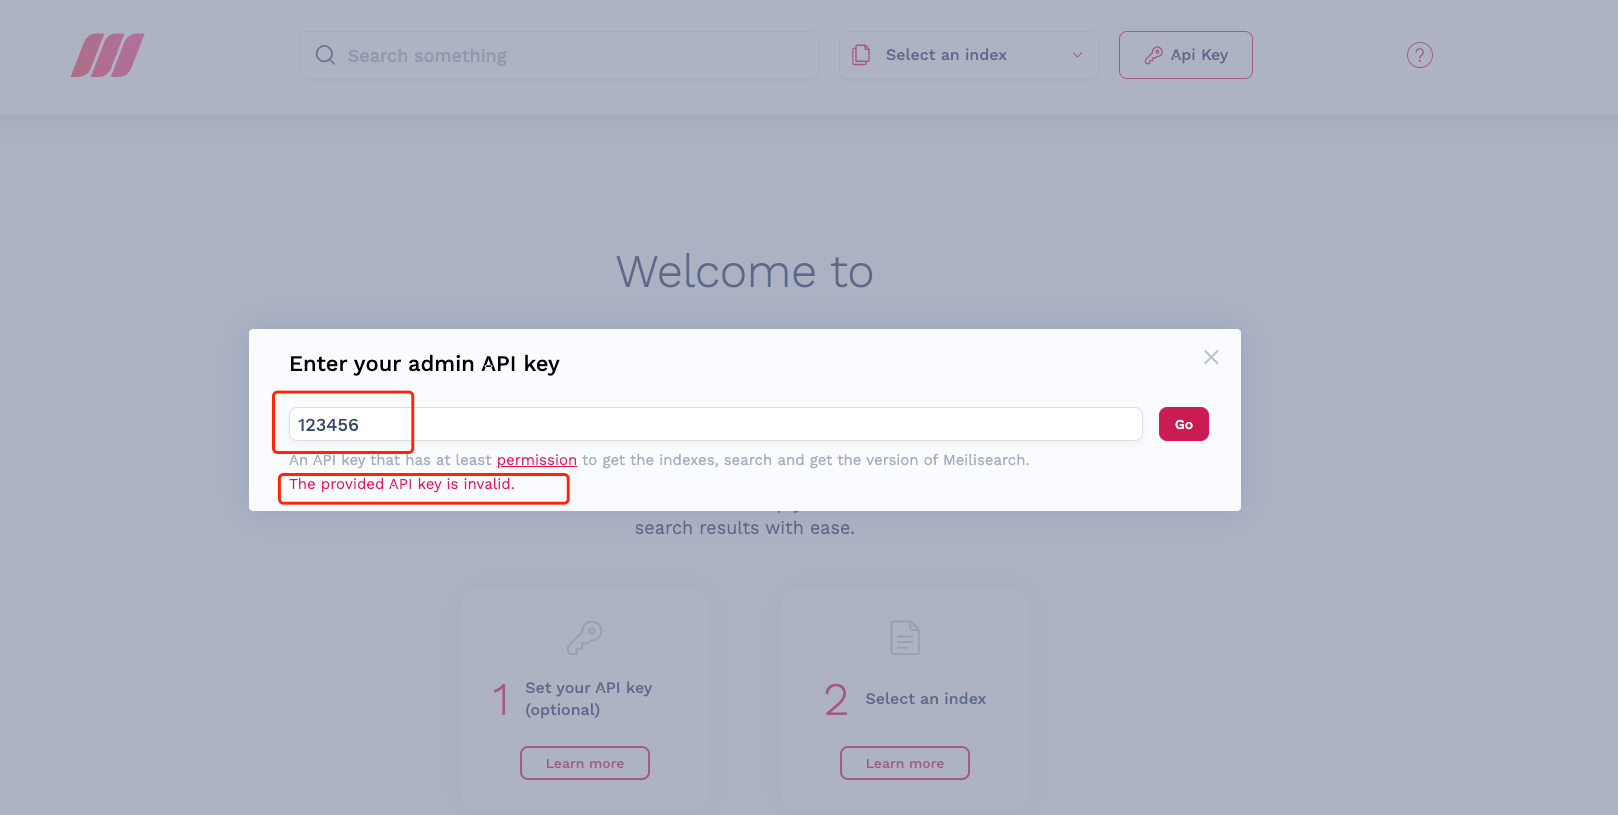 Search something
Select an index
Api Key
?
Welcome to
Enter your admin API key
123456
Go
An API key that has at least permission to get the indexes, search and get the version of Meilisearch.
The provided API key is invalid.
search results with ease.
1
Set your API key
(optional)
Learn more
2
Select an index
Learn more